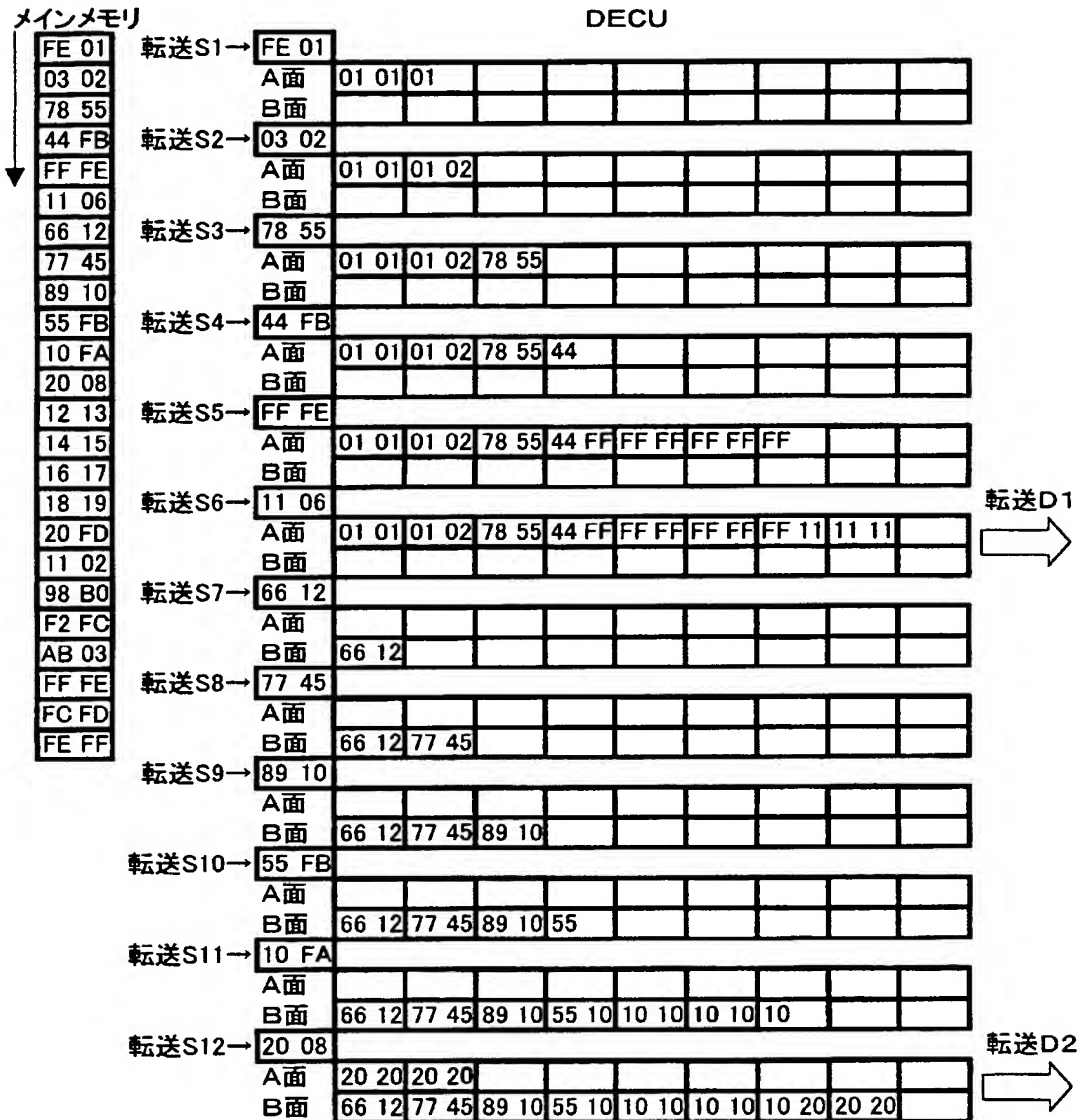 メインメモリ DECU
FE 01 転送S1→ FE 01
03 02 A面 01 01 01
78 55 B面
44 FB 転送S2→ 03 02
FF FE A面 01 01 01 02
11 06 B面
66 12 転送S3→ 78 55
77 45 A面 01 01 01 02 78 55
89 10 B面
55 FB 転送S4→ 44 FB
10 FA A面 01 01 01 02 78 55 44
20 08 B面
12 13 転送S5→ FF FE
14 15 A面 01 01 01 02 78 55 44 FF FF FF FF FF FF
16 17 B面
18 19 転送S6→ 11 06 転送D1
20 FD A面 01 01 01 02 78 55 44 FF FF FF FF FF FF 11 11 11
11 02 B面
98 B0 転送S7→ 66 12
F2 FC A面
AB 03 B面 66 12
FF FE 転送S8→ 77 45
FC FD A面
FE FF B面 66 12 77 45
転送S9→ 89 10
A面
B面 66 12 77 45 89 10
転送S10→ 55 FB
A面
B面 66 12 77 45 89 10 55
転送S11→ 10 FA
A面
B面 66 12 77 45 89 10 55 10 10 10 10 10 10
転送S12→ 20 08 転送D2
A面 20 20 20 20
B面 66 12 77 45 89 10 55 10 10 10 10 10 10 20 20 20